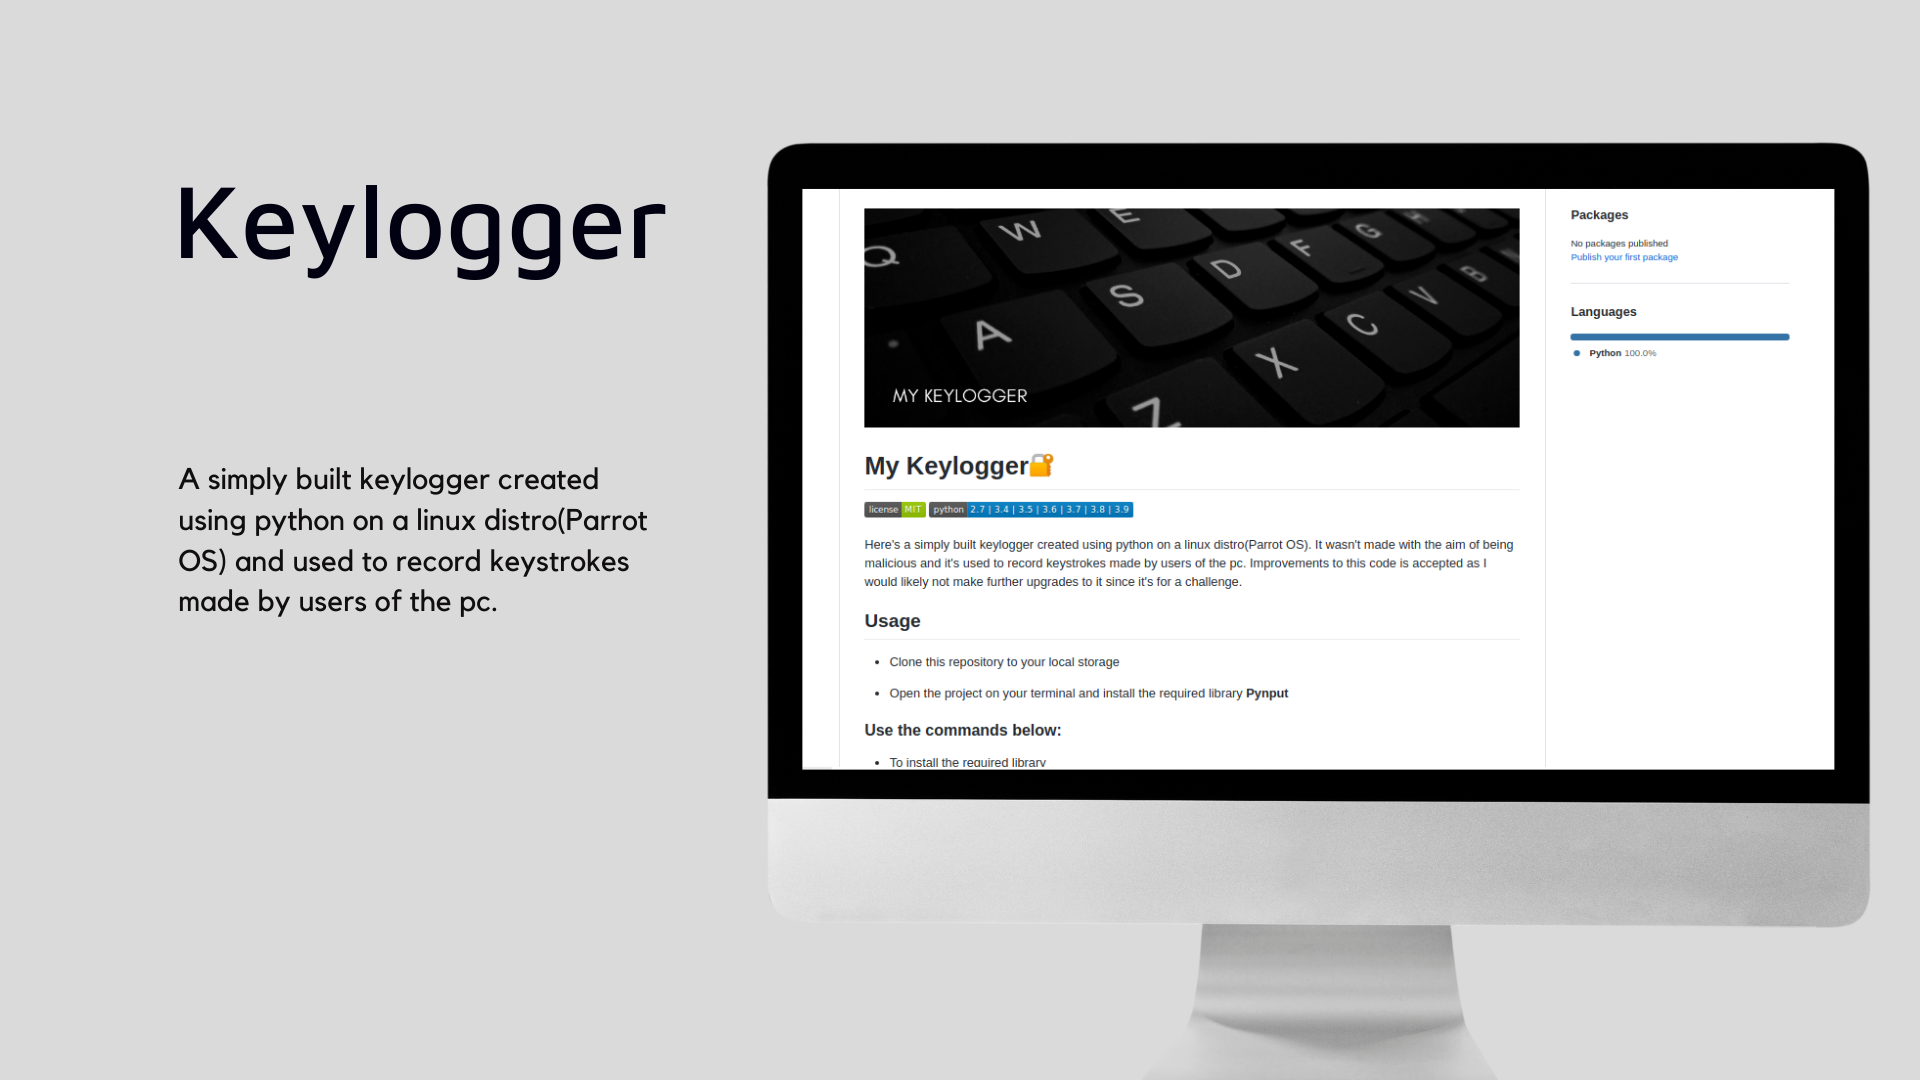 Keylogger
A simply built keylogger created
using python on a linux distro(Parrot
OS) and used to record keystrokes
made by users of the pc.
Q W E
A S D F G
Z X C V B N
MY KEYLOGGER
My Keylogger🔐
license MIT python 2.7 | 3.4 | 3.5 | 3.6 | 3.7 | 3.8 | 3.9
Here's a simply built keylogger created using python on a linux distro(Parrot OS). It wasn't made with the aim of being
malicious and it's used to record keystrokes made by users of the pc. Improvements to this code is accepted as I
would likely not make further upgrades to it since it's for a challenge.
Usage
• Clone this repository to your local storage
• Open the project on your terminal and install the required library Pynput
Use the commands below:
• To install the required library
Packages
No packages published
Publish your first package
Languages
Python 100.0%